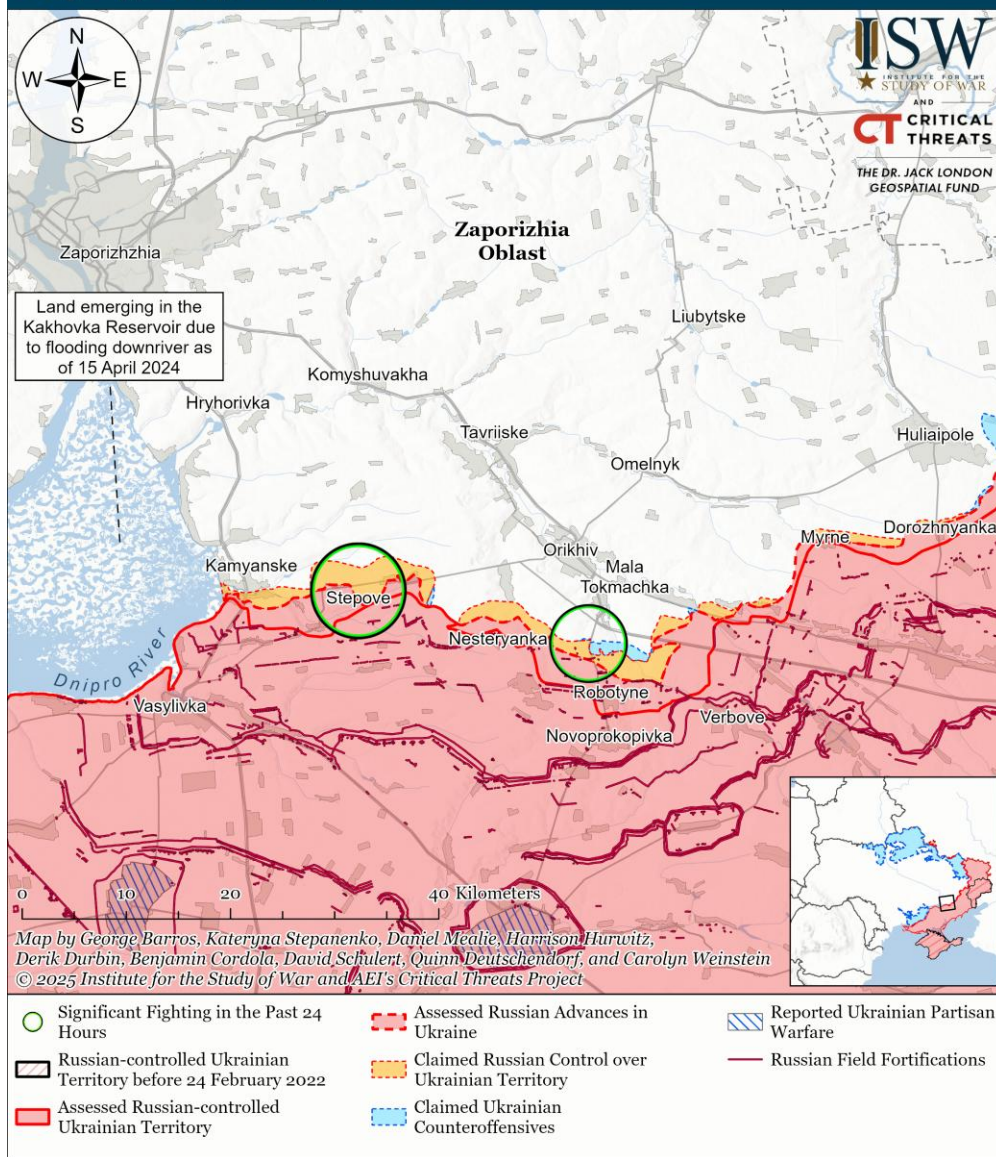 N
W E
S
ISW
INSTITUTE FOR THE
STUDY OF WAR
AND
CT CRITICAL
THREATS
THE DR. JACK LONDON
GEOSPATIAL FUND
Zaporizhia
Oblast
Zaporizhzhia
Land emerging in the
Kakhovka Reservoir due
to flooding downriver as
of 15 April 2024
Liubytske
Komyshuvakha
Hryhorivka
Tavriiske
Huliaipole
Omelnyk
Dorozhnyanka
Myrne
Orikhiv
Mala
Tokmachka
Kamyanske
Stepove
Nesteryanka
Dnipro River
Robotyne
Vasylivka
Verbove
Novoprokopivka
0 10 20 40 Kilometers
Map by George Barros, Kateryna Stepanenko, Daniel Mealie, Harrison Hurwitz,
Derik Durbin, Benjamin Cordola, David Schulert, Quinn Deutschendorf, and Carolyn Weinstein
© 2025 Institute for the Study of War and AEI's Critical Threats Project
Significant Fighting in the Past 24
Hours
Russian-controlled Ukrainian
Territory before 24 February 2022
Assessed Russian-controlled
Ukrainian Territory
Assessed Russian Advances in
Ukraine
Claimed Russian Control over
Ukrainian Territory
Claimed Ukrainian
Counteroffensives
Reported Ukrainian Partisan
Warfare
Russian Field Fortifications